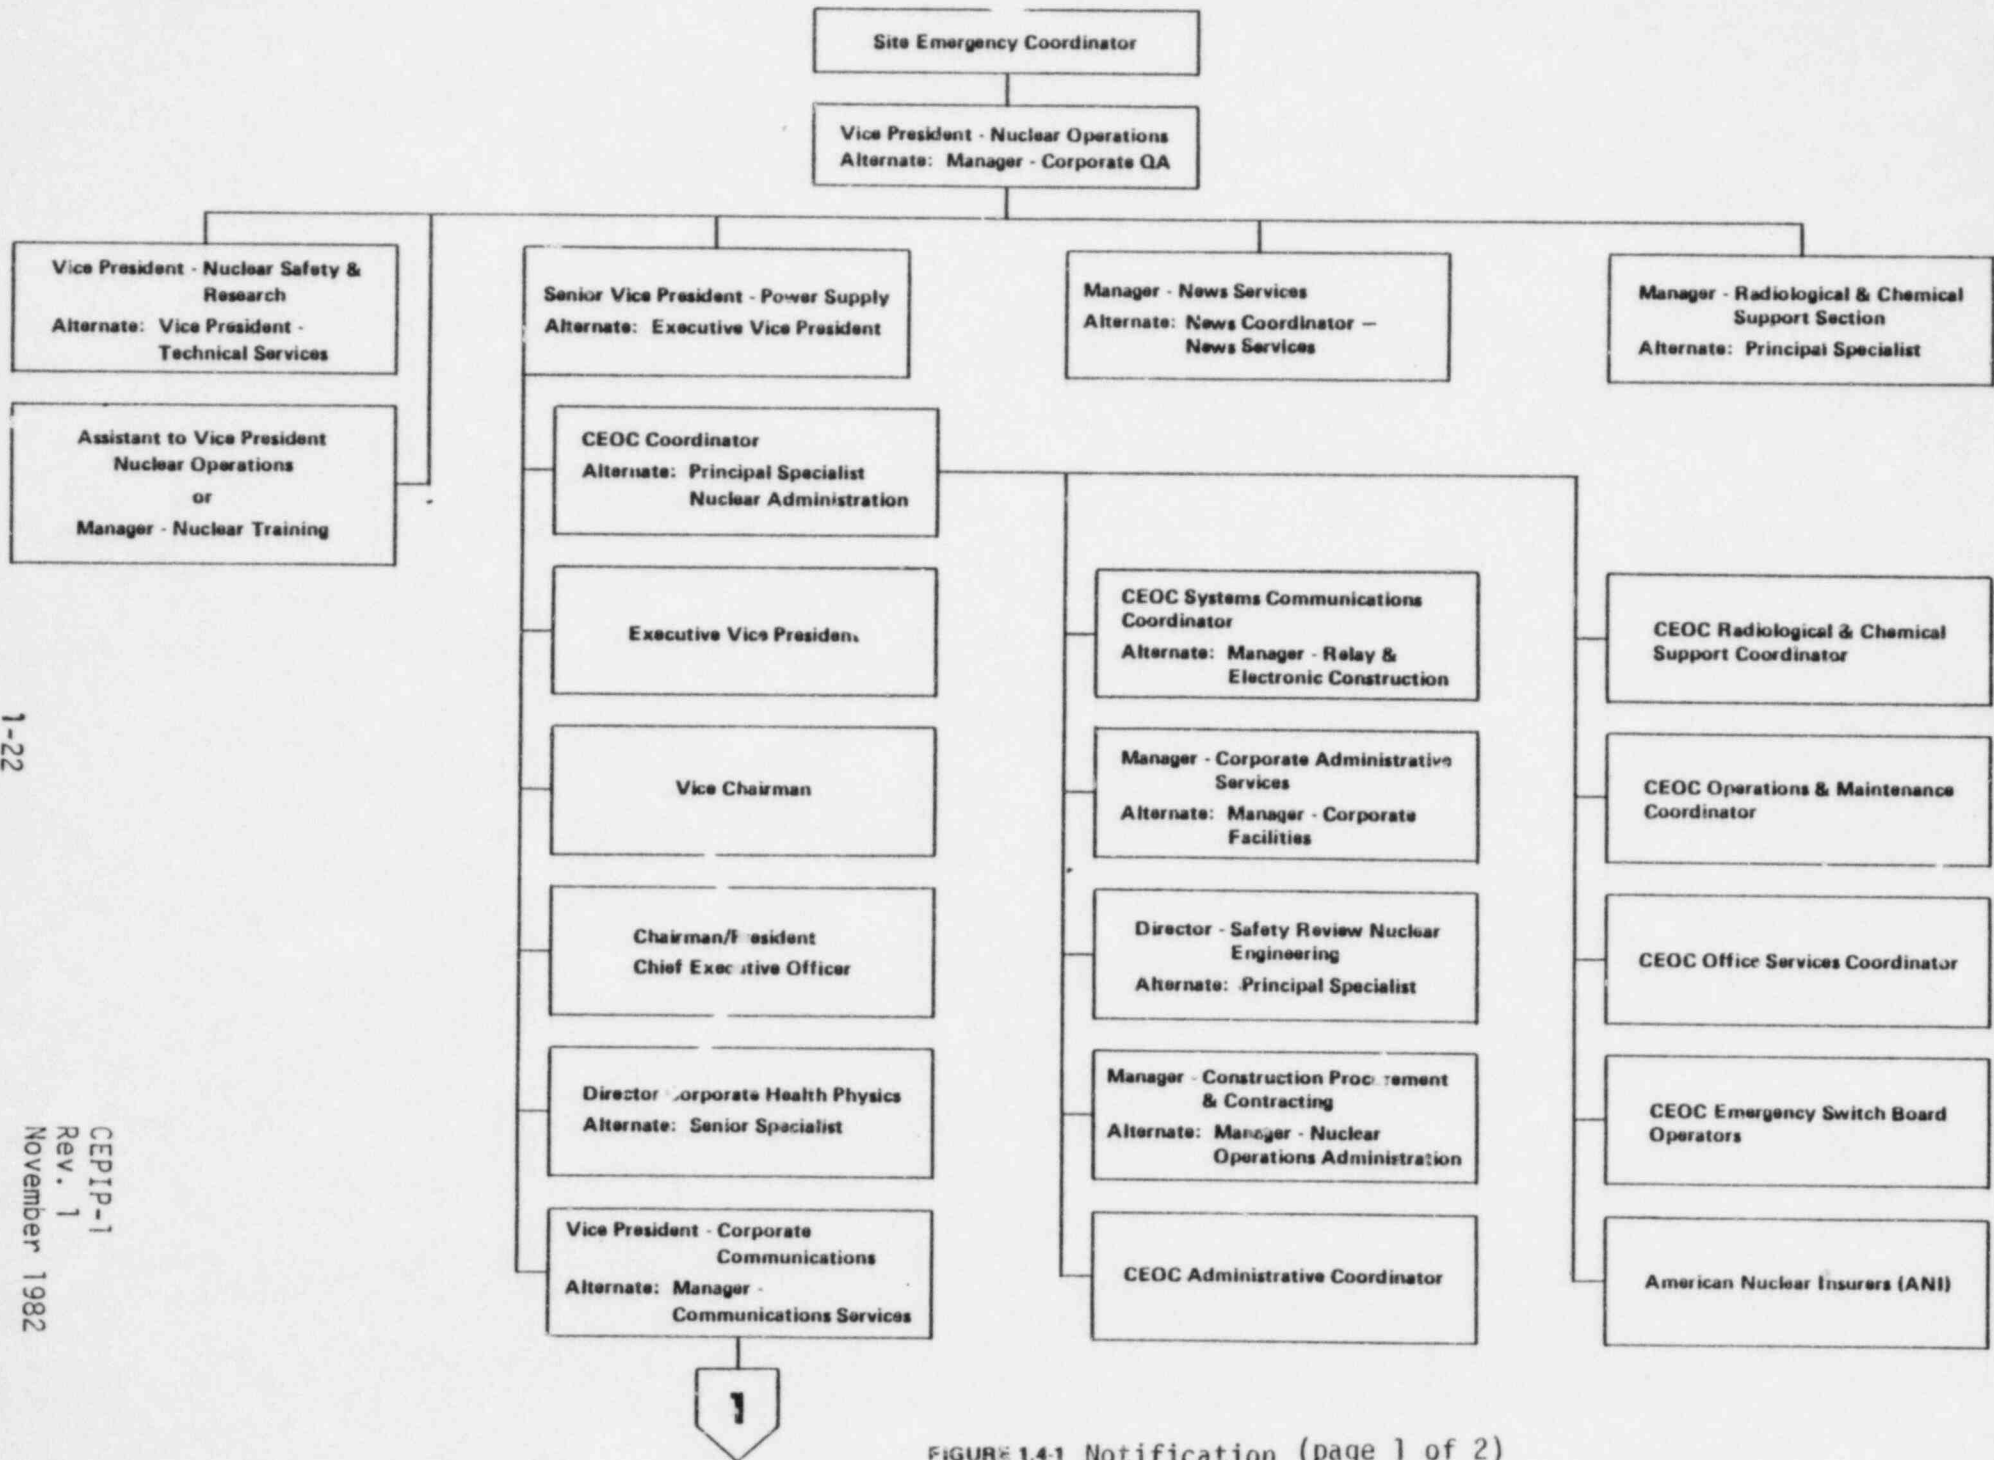 Site Emergency Coordinator
Vice President - Nuclear Operations
Alternate: Manager - Corporate QA
Vice President - Nuclear Safety &
Research
Alternate: Vice President -
Technical Services
Senior Vice President - Power Supply
Alternate: Executive Vice President
Manager - News Services
Alternate: News Coordinator —
News Services
Manager - Radiological & Chemical
Support Section
Alternate: Principal Specialist
Assistant to Vice President
Nuclear Operations
or
Manager - Nuclear Training
CEOC Coordinator
Alternate: Principal Specialist
Nuclear Administration
Executive Vice President
Vice Chairman
Chairman/President
Chief Executive Officer
Director Corporate Health Physics
Alternate: Senior Specialist
Vice President - Corporate
Communications
Alternate: Manager -
Communications Services
1
CEOC Systems Communications
Coordinator
Alternate: Manager - Relay &
Electronic Construction
Manager - Corporate Administrative
Services
Alternate: Manager - Corporate
Facilities
Director - Safety Review Nuclear
Engineering
Alternate: Principal Specialist
Manager - Construction Procurement
& Contracting
Alternate: Manager - Nuclear
Operations Administration
CEOC Administrative Coordinator
CEOC Radiological & Chemical
Support Coordinator
CEOC Operations & Maintenance
Coordinator
CEOC Office Services Coordinator
CEOC Emergency Switch Board
Operators
American Nuclear Insurers (ANI)
FIGURE 1.4-1 Notification (page 1 of 2)
1-22
CEPIP-1
Rev. 1
November 1982